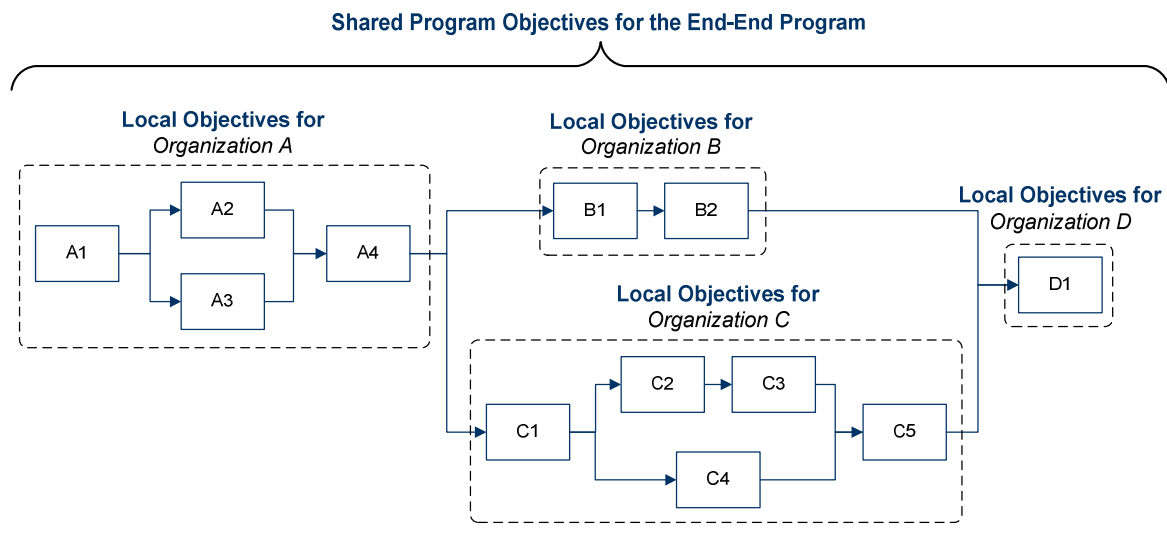 Shared Program Objectives for the End-End Program
Local Objectives for
Organization A
A1
A2
A3
A4
Local Objectives for
Organization B
B1
B2
Local Objectives for
Organization C
C1
C2
C3
C4
C5
Local Objectives for
Organization D
D1